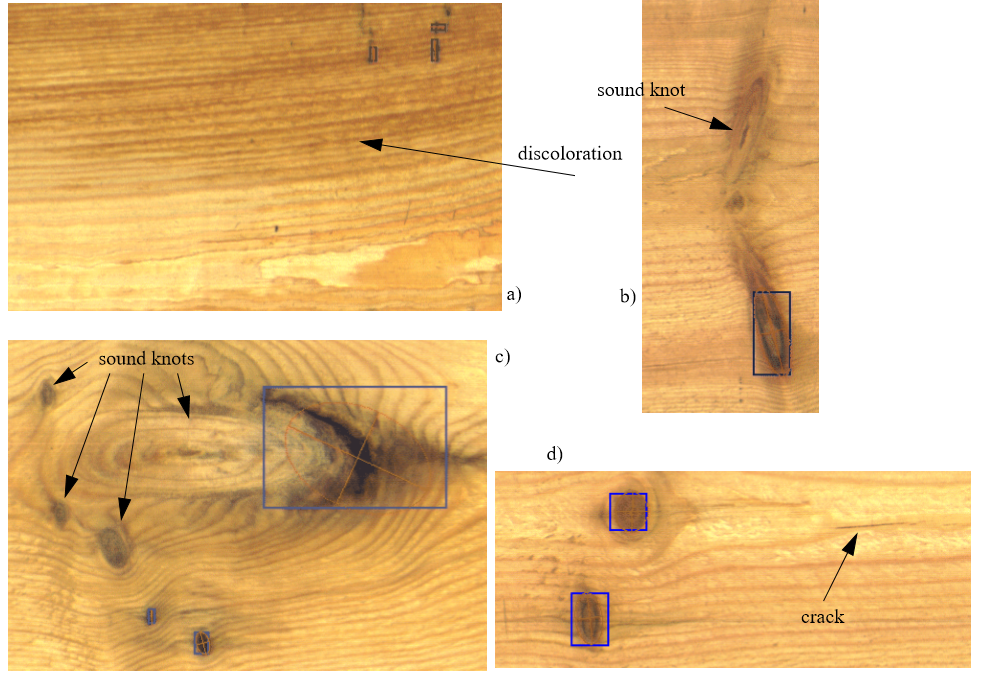 sound knot
discoloration
a)
b)
sound knots
c)
d)
crack